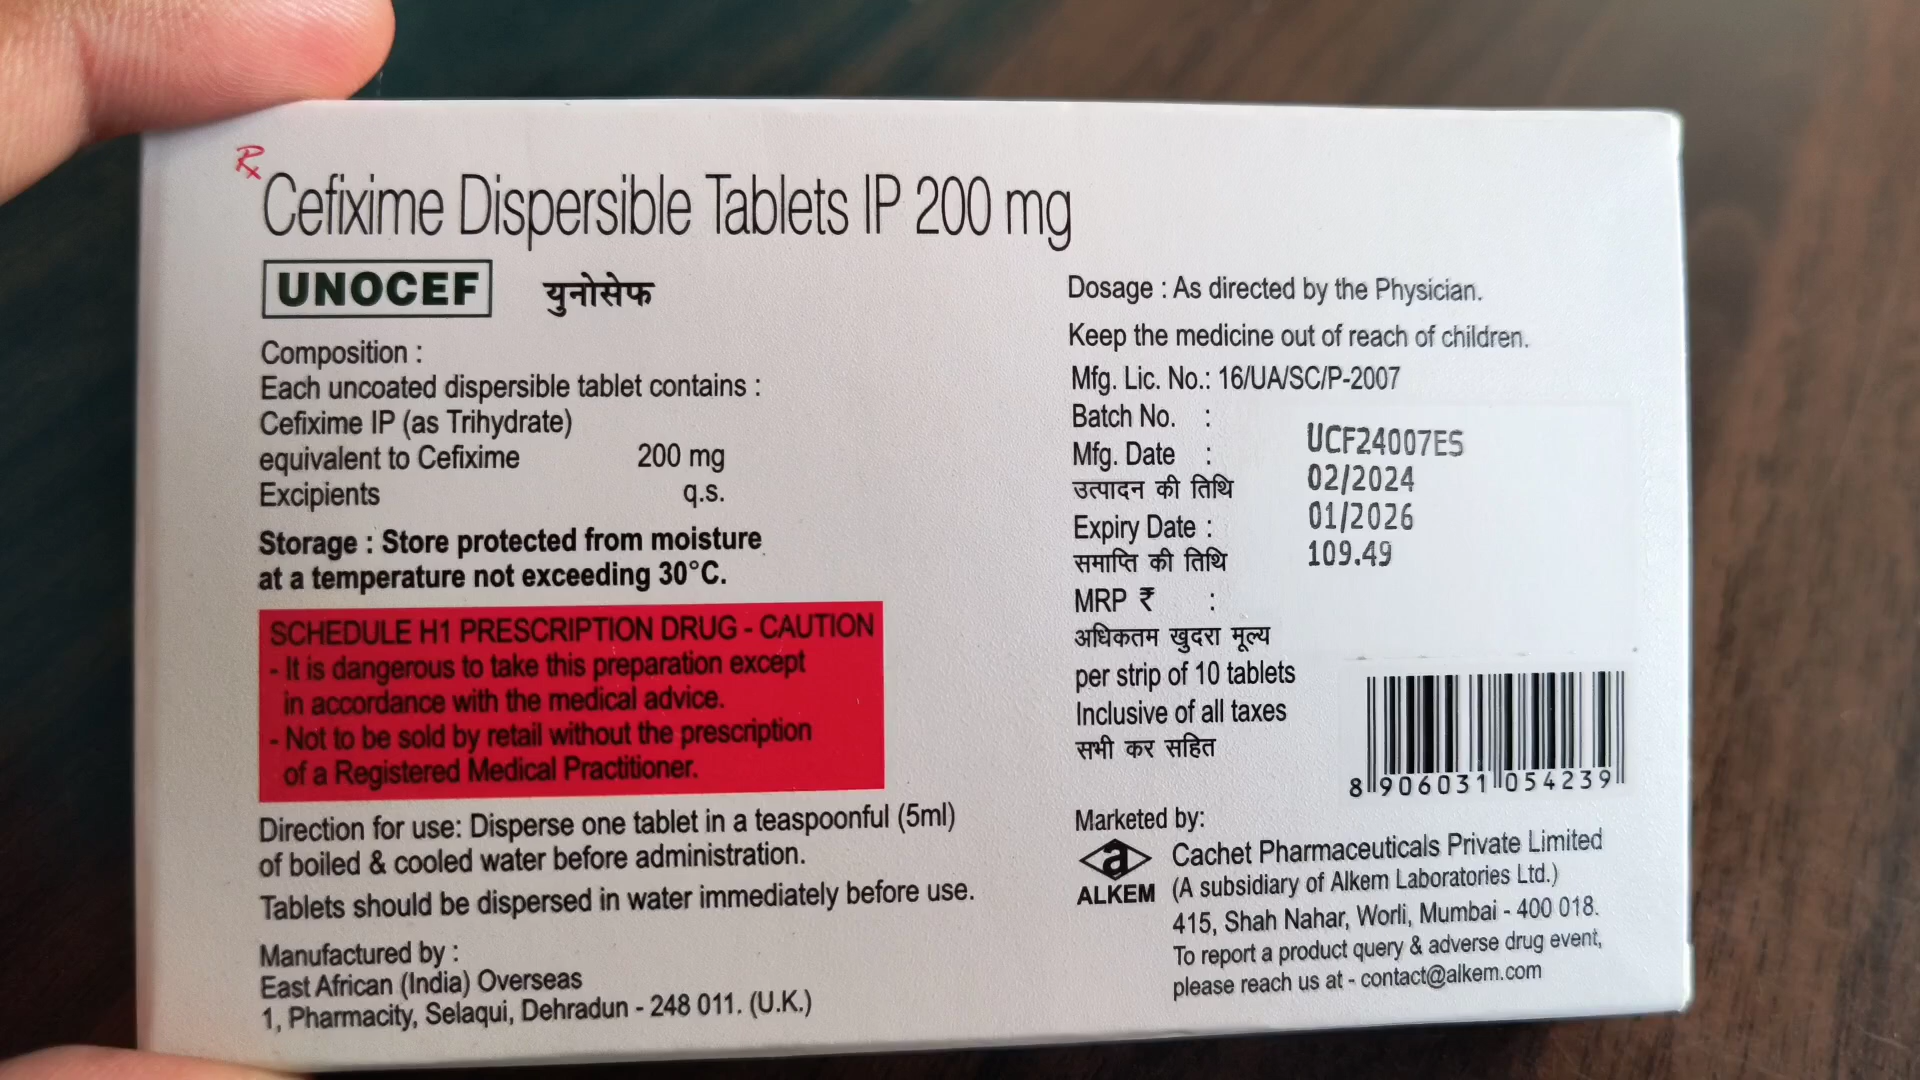 Rx
Cefixime Dispersible Tablets IP 200 mg
UNOCEF युनोसेफ
Composition :
Each uncoated dispersible tablet contains :
Cefixime IP (as Trihydrate)
equivalent to Cefixime 200 mg
Excipients q.s.
Storage : Store protected from moisture
at a temperature not exceeding 30°C.
SCHEDULE H1 PRESCRIPTION DRUG - CAUTION
- It is dangerous to take this preparation except
in accordance with the medical advice.
- Not to be sold by retail without the prescription
of a Registered Medical Practitioner.
Direction for use: Disperse one tablet in a teaspoonful (5ml)
of boiled & cooled water before administration.
Tablets should be dispersed in water immediately before use.
Manufactured by :
East African (India) Overseas
1, Pharmacity, Selaqui, Dehradun - 248 011. (U.K.)
Dosage : As directed by the Physician.
Keep the medicine out of reach of children.
Mfg. Lic. No.: 16/UA/SC/P-2007
Batch No. :
Mfg. Date :
उत्पादन की तिथि
Expiry Date :
समाप्ति की तिथि
MRP ₹ :
अधिकतम खुदरा मूल्य
per strip of 10 tablets
Inclusive of all taxes
सभी कर सहित
UCF24007ES
02/2024
01/2026
109.49
8 906031 054239
Marketed by:
a
ALKEM
Cachet Pharmaceuticals Private Limited
(A subsidiary of Alkem Laboratories Ltd.)
415, Shah Nahar, Worli, Mumbai - 400 018.
To report a product query & adverse drug event,
please reach us at - contact@alkem.com